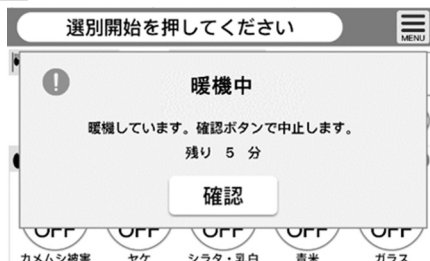 選別開始を押してください
MENU
!
暖機中
暖機しています。確認ボタンで中止します。
残り 5 分
確認
OFF OFF OFF OFF OFF
カメムシ被害 ヤケ シラタ・乳白 青米 ガラス